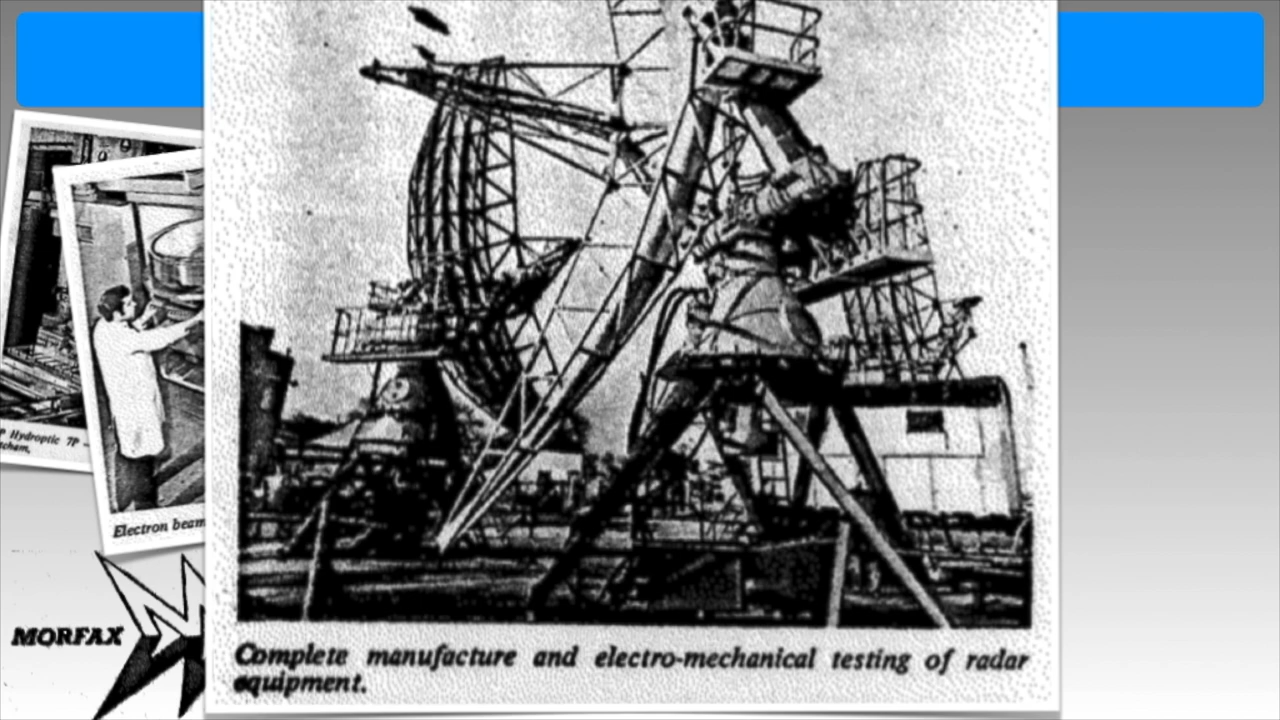 P Hydroptic 7P -
Electron beam
MORFAX
Complete manufacture and electro-mechanical testing of radar
equipment.